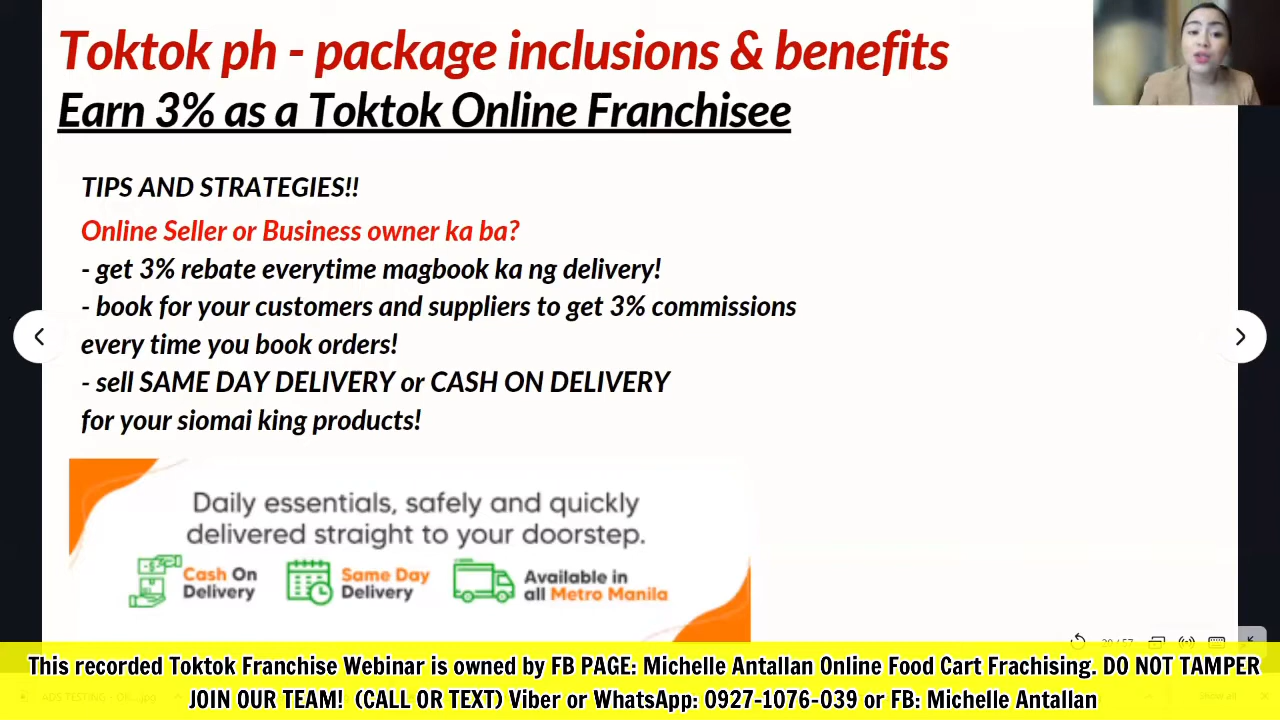 Toktok ph - package inclusions & benefits
Earn 3% as a Toktok Online Franchisee
TIPS AND STRATEGIES!!
Online Seller or Business owner ka ba?
- get 3% rebate everytime magbook ka ng delivery!
- book for your customers and suppliers to get 3% commissions
every time you book orders!
- sell SAME DAY DELIVERY or CASH ON DELIVERY
for your siomai king products!
Daily essentials, safely and quickly
delivered straight to your doorstep.
Cash On
Delivery
Same Day
Delivery
Available in
all Metro Manila
This recorded Toktok Franchise Webinar is owned by FB PAGE: Michelle Antallan Online Food Cart Frachising. DO NOT TAMPER
JOIN OUR TEAM! (CALL OR TEXT) Viber or WhatsApp: 0927-1076-039 or FB: Michelle Antallan